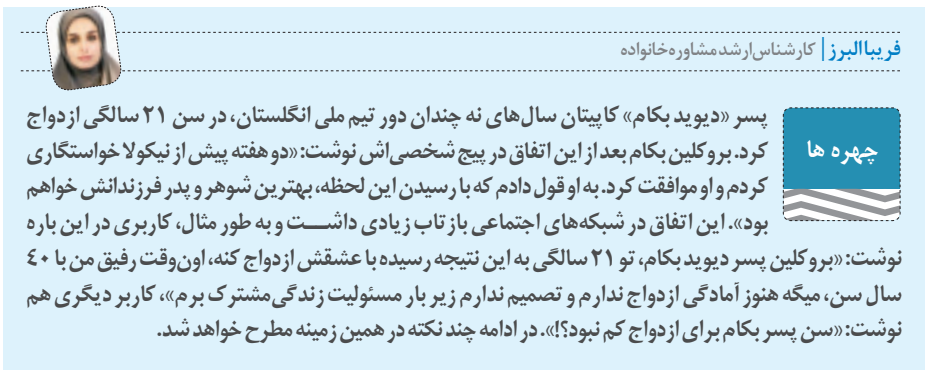 فریبا البرز | کارشناس ارشد مشاوره خانواده
چهره ها
پسر «دیوید بکام» کاپیتان سال‌های نه چندان دور تیم ملی انگلستان، در سن ۲۱ سالگی ازدواج
کرد. بروکلین بکام بعد از این اتفاق در پیج شخصی‌اش نوشت: «دو هفته پیش از نیکولا خواستگاری
کردم و او موافقت کرد. به او قول دادم که با رسیدن این لحظه، بهترین شوهر و پدر فرزندانش خواهم
بود». این اتفاق در شبکه‌های اجتماعی بازتاب زیادی داشــت و به طور مثال، کاربری در این باره
نوشت: «بروکلین پسر دیوید بکام، تو ۲۱ سالگی به این نتیجه رسیده با عشقش ازدواج کنه، اون‌وقت رفیق من با ۴۰
سال سن، میگه هنوز آمادگی ازدواج ندارم و تصمیم ندارم زیر بار مسئولیت زندگی مشترک برم»، کاربر دیگری هم
نوشت: «سن پسر بکام برای ازدواج کم نبود؟!». در ادامه چند نکته در همین زمینه مطرح خواهد شد.